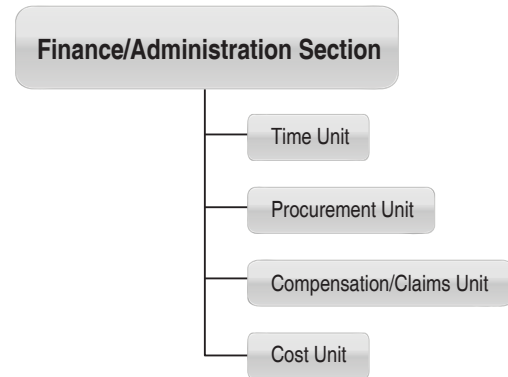 Finance/Administration Section
Time Unit
Procurement Unit
Compensation/Claims Unit
Cost Unit